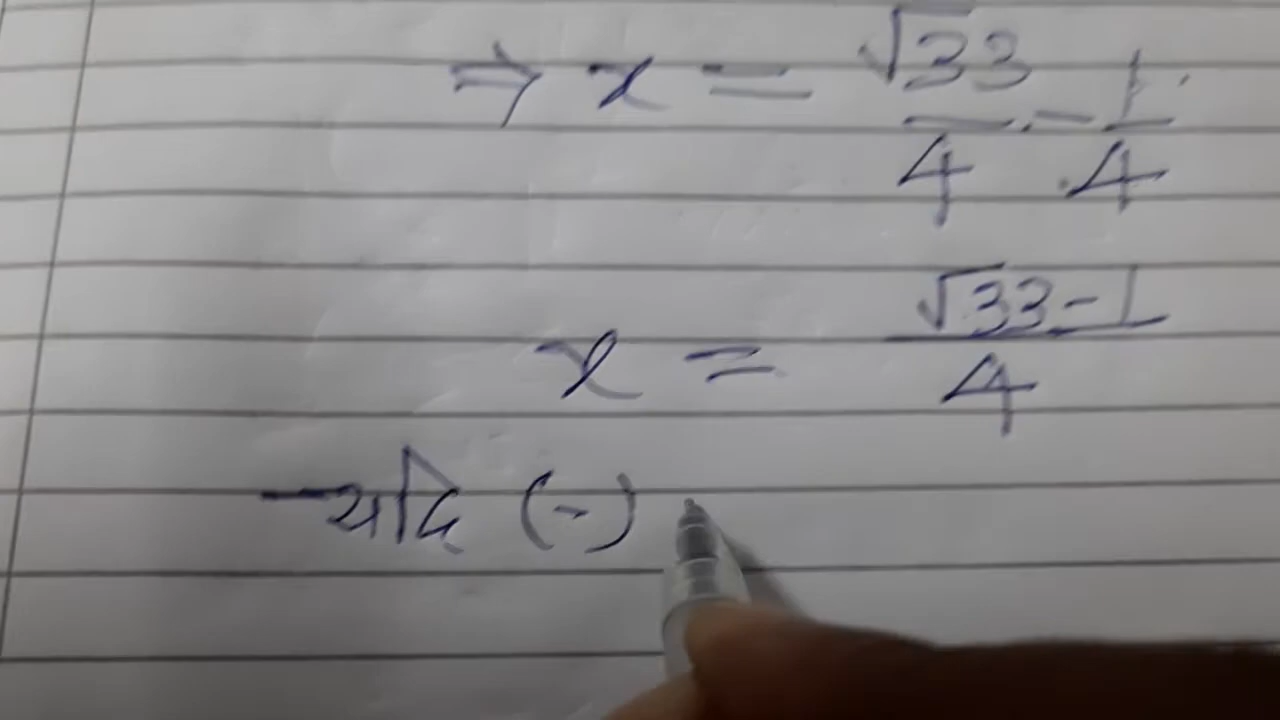 ⇒ x = √33/4 - 1/4
x = √33-1/4
यदि (-)